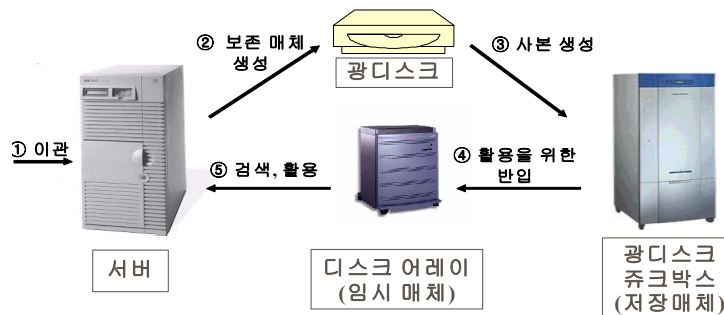 ② 보존 매체
생성
③ 사본 생성
광디스크
① 이관
④ 활용을 위한
반입
⑤ 검색, 활용
서버
디스크 어레이
(임시 매체)
광디스크
쥬크박스
(저장매체)